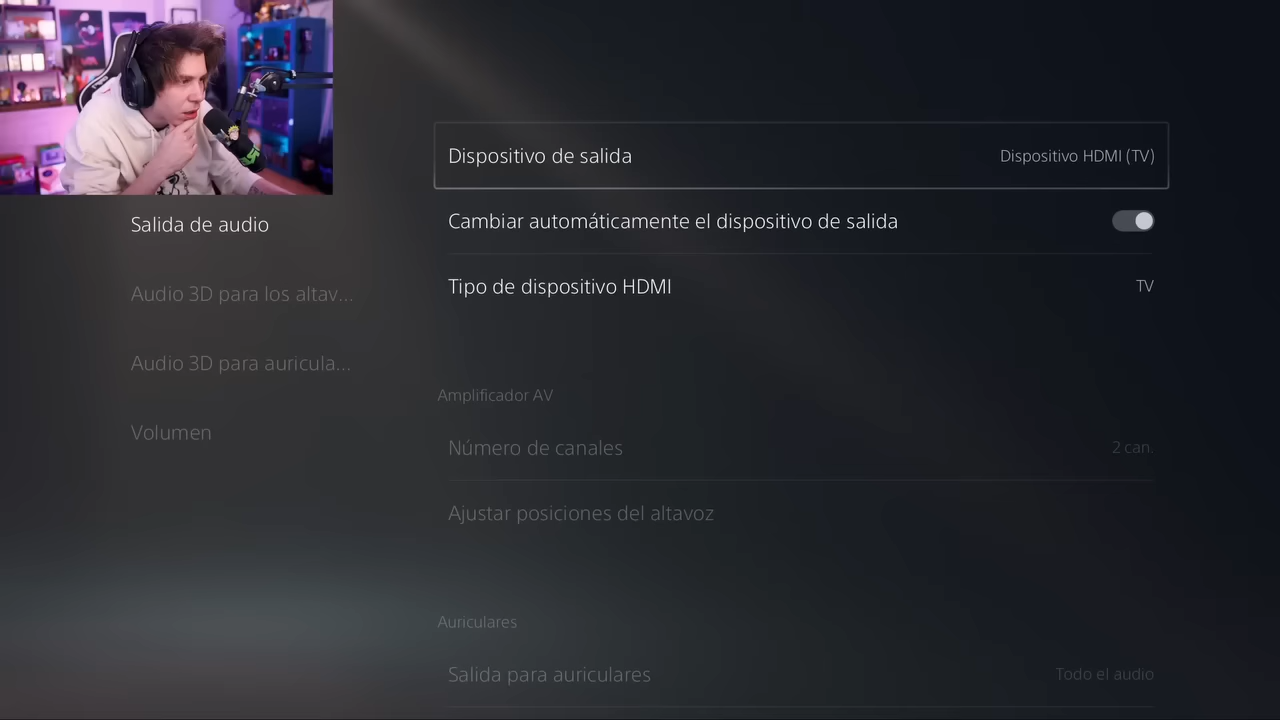 Dispositivo de salida
Dispositivo HDMI (TV)
Salida de audio
Cambiar automáticamente el dispositivo de salida
Audio 3D para los altav...
Tipo de dispositivo HDMI
TV
Audio 3D para auricula...
Amplificador AV
Volumen
Número de canales
2 can.
Ajustar posiciones del altavoz
Auriculares
Salida para auriculares
Todo el audio